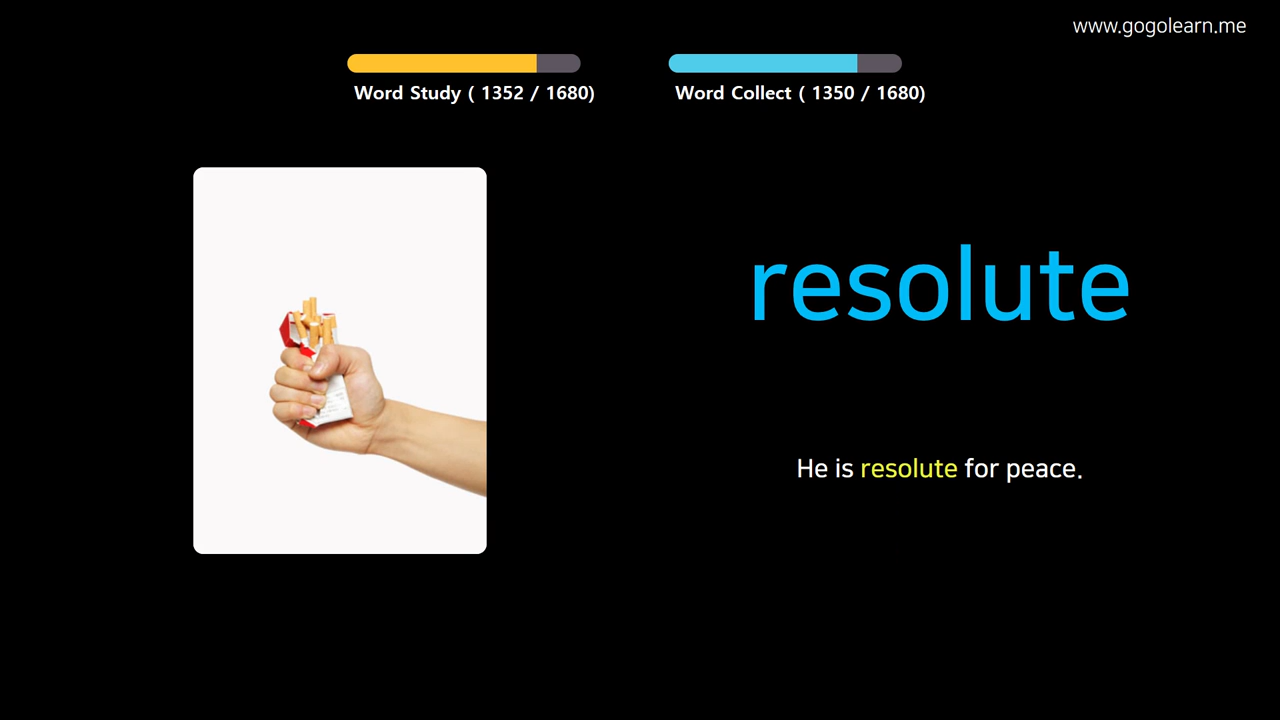 www.gogolearn.me
Word Study ( 1352 / 1680)
Word Collect ( 1350 / 1680)
resolute
He is resolute for peace.